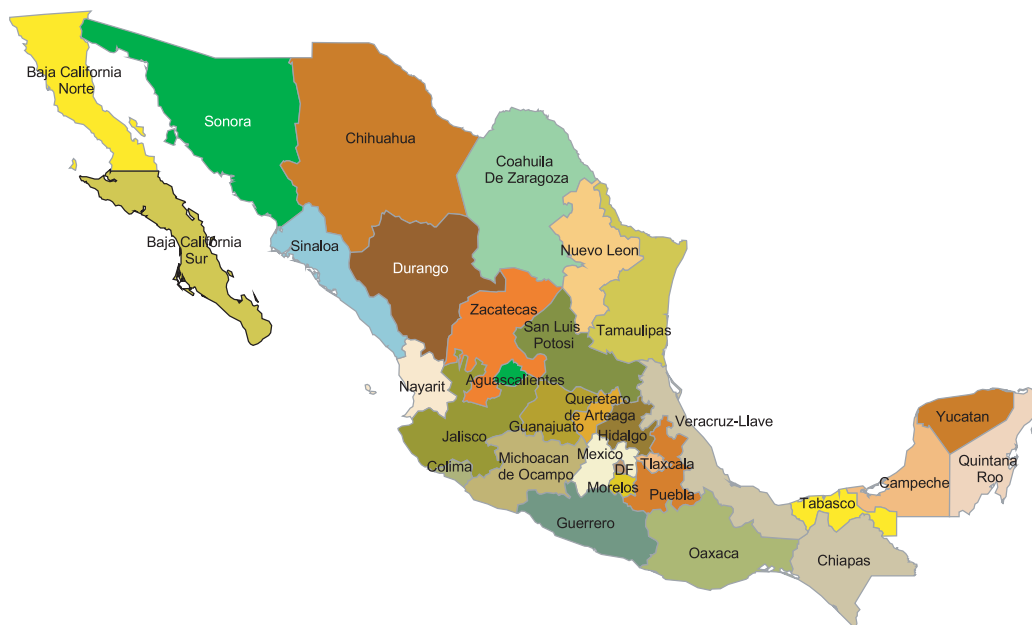 Baja California
Norte
Sonora
Chihuahua
Coahuila
De Zaragoza
Baja California
Sur
Sinaloa
Durango
Nuevo Leon
Zacatecas
San Luis
Potosi
Tamaulipas
Nayarit
Aguascalientes
Queretaro
de Arteaga
Guanajuato
Hidalgo
Veracruz-Llave
Yucatan
Jalisco
Colima
Michoacan
de Ocampo
Mexico
DF
Tlaxcala
Morelos
Puebla
Quintana
Roo
Campeche
Tabasco
Guerrero
Oaxaca
Chiapas